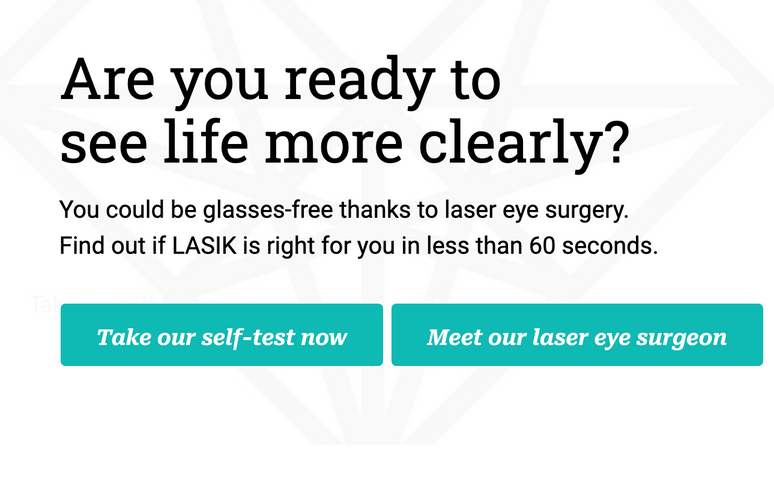 Are you ready to
see life more clearly?
You could be glasses-free thanks to laser eye surgery.
Find out if LASIK is right for you in less than 60 seconds.
Take our self-test now
Meet our laser eye surgeon